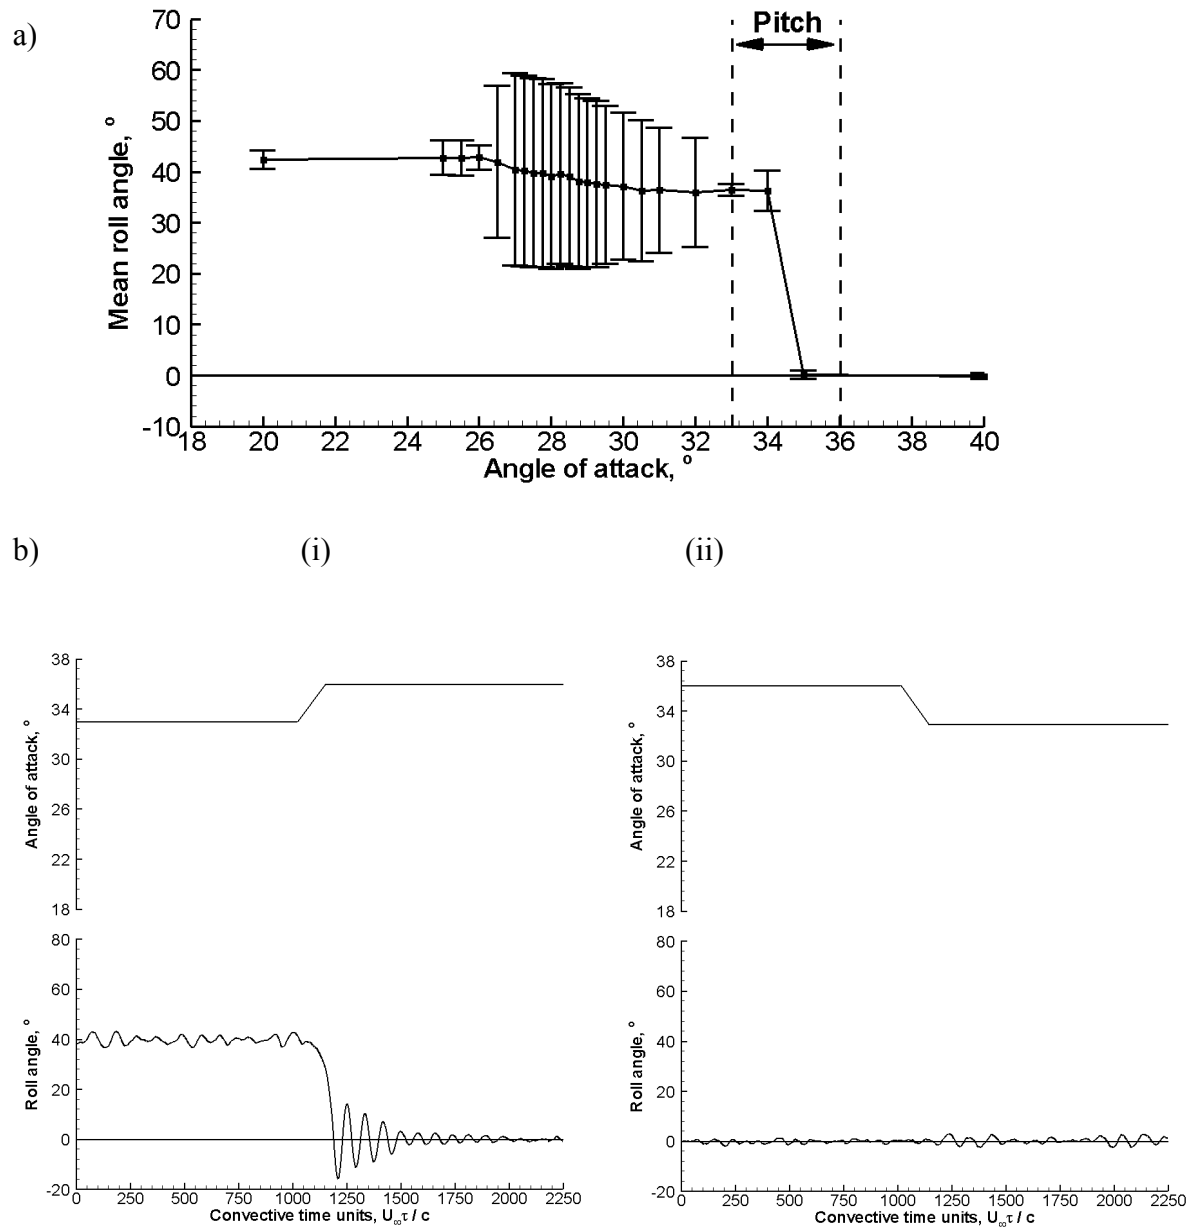 a)
Pitch
70
60
50
40
30
20
10
0
-10
Mean roll angle, °
18 20 22 24 26 28 30 32 34 36 38 40
Angle of attack, °
b) (i) (ii)
38
34
30
26
22
18
Angle of attack, °
80
60
40
20
0
-20
Roll angle, °
0 250 500 750 1000 1250 1500 1750 2000 2250
Convective time units, U∞τ / c
38
34
30
26
22
18
Angle of attack, °
80
60
40
20
0
-20
Roll angle, °
0 250 500 750 1000 1250 1500 1750 2000 2250
Convective time units, U∞τ / c